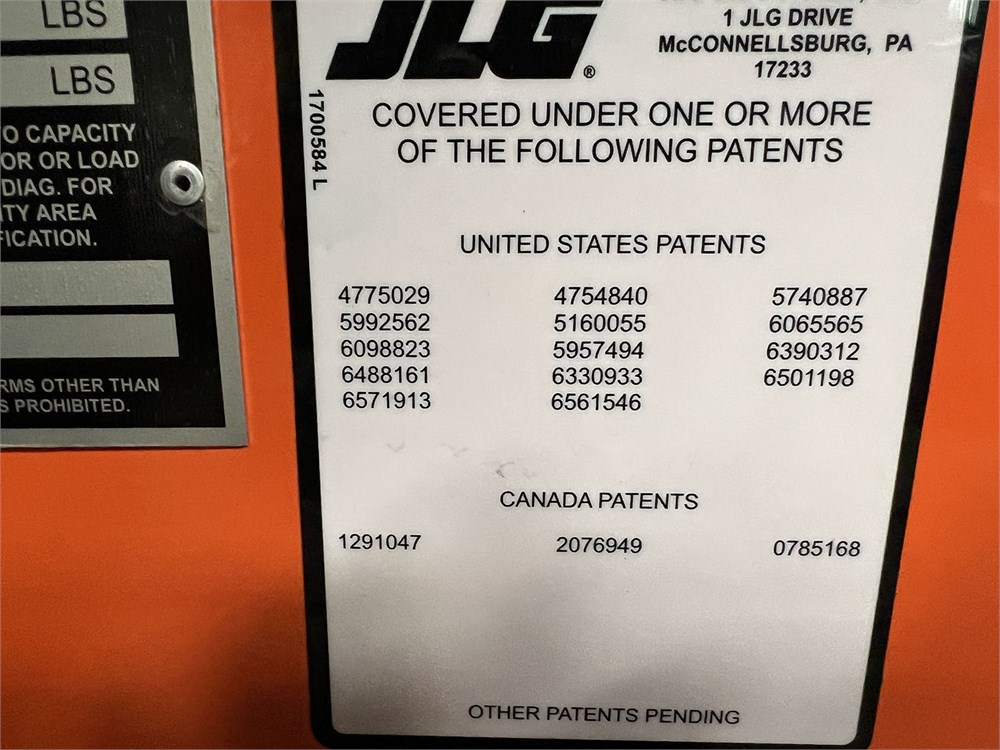 LBS
LBS
O CAPACITY
OR OR LOAD
DIAG. FOR
ITY AREA
FICATION.
RMS OTHER THAN
S PROHIBITED.
JLG®
1 JLG DRIVE
McCONNELLSBURG, PA
17233
1700584 L
COVERED UNDER ONE OR MORE
OF THE FOLLOWING PATENTS
UNITED STATES PATENTS
4775029 4754840 5740887
5992562 5160055 6065565
6098823 5957494 6390312
6488161 6330933 6501198
6571913 6561546
CANADA PATENTS
1291047 2076949 0785168
OTHER PATENTS PENDING